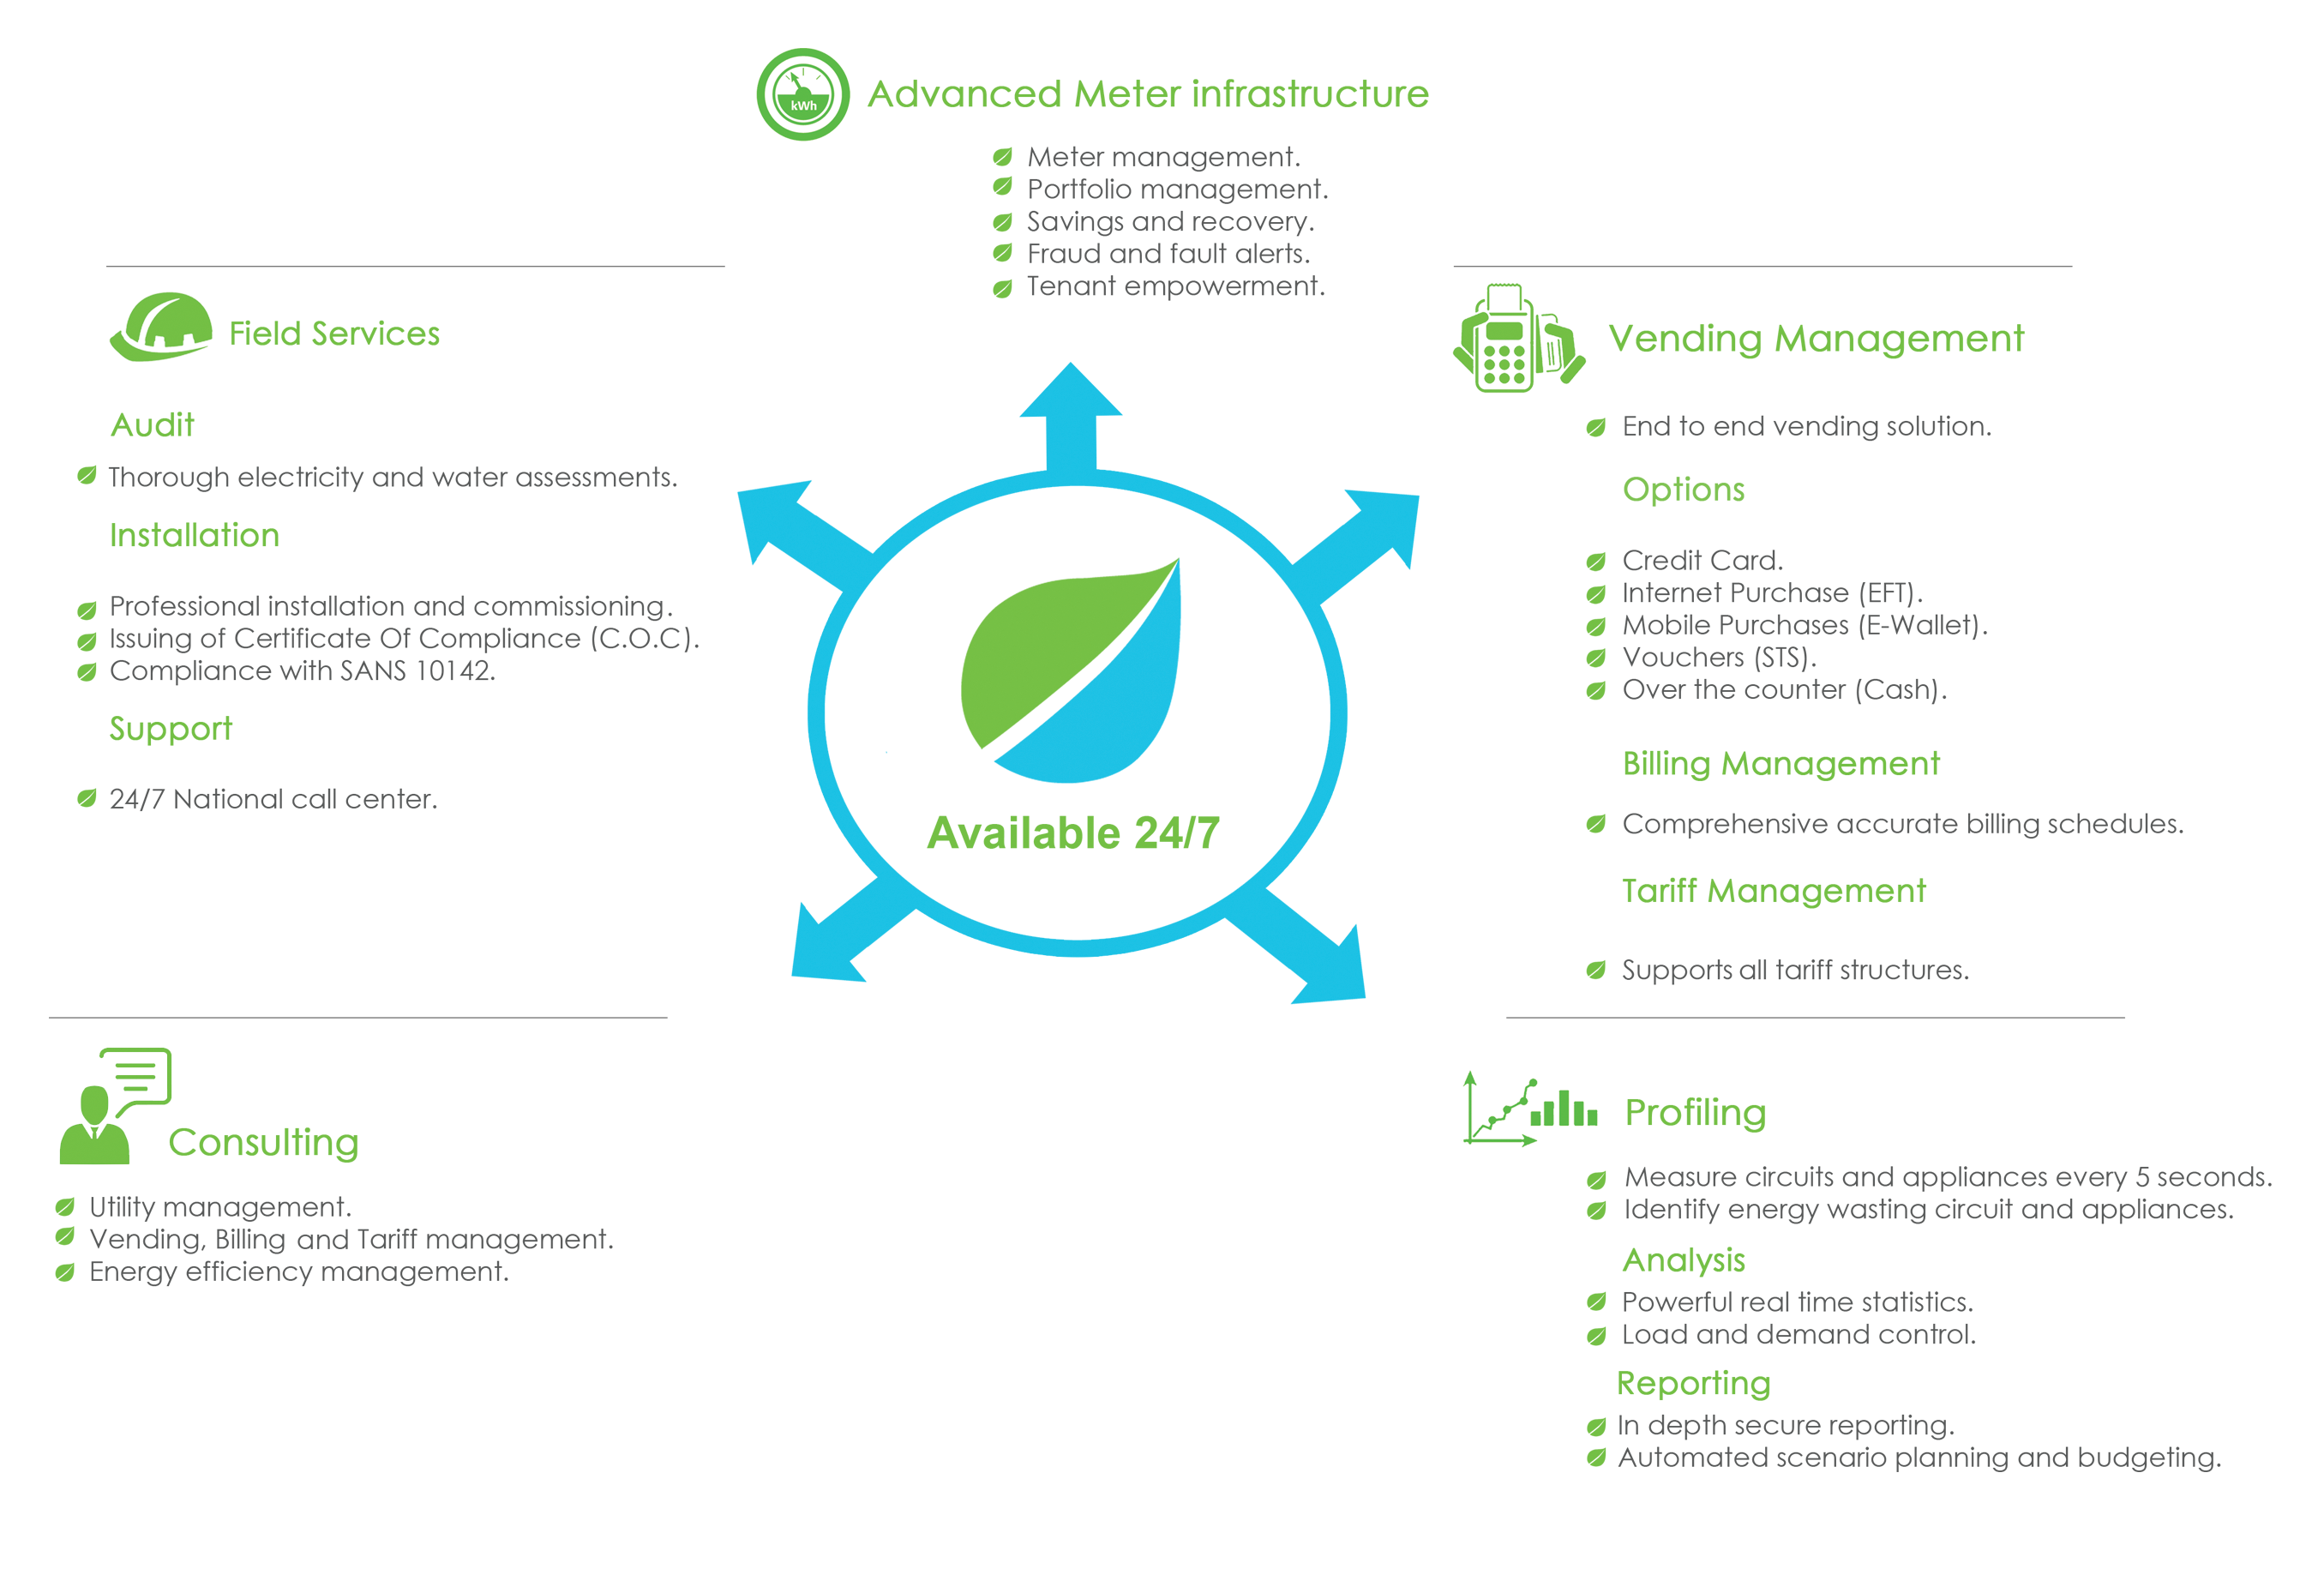 kWh
Advanced Meter infrastructure
Meter management.
Portfolio management.
Savings and recovery.
Fraud and fault alerts.
Tenant empowerment.
Field Services
Audit
Thorough electricity and water assessments.
Installation
Professional installation and commissioning.
Issuing of Certificate Of Compliance (C.O.C).
Compliance with SANS 10142.
Support
24/7 National call center.
Available 24/7
Vending Management
End to end vending solution.
Options
Credit Card.
Internet Purchase (EFT).
Mobile Purchases (E-Wallet).
Vouchers (STS).
Over the counter (Cash).
Billing Management
Comprehensive accurate billing schedules.
Tariff Management
Supports all tariff structures.
Consulting
Utility management.
Vending, Billing and Tariff management.
Energy efficiency management.
Profiling
Measure circuits and appliances every 5 seconds.
Identify energy wasting circuit and appliances.
Analysis
Powerful real time statistics.
Load and demand control.
Reporting
In depth secure reporting.
Automated scenario planning and budgeting.